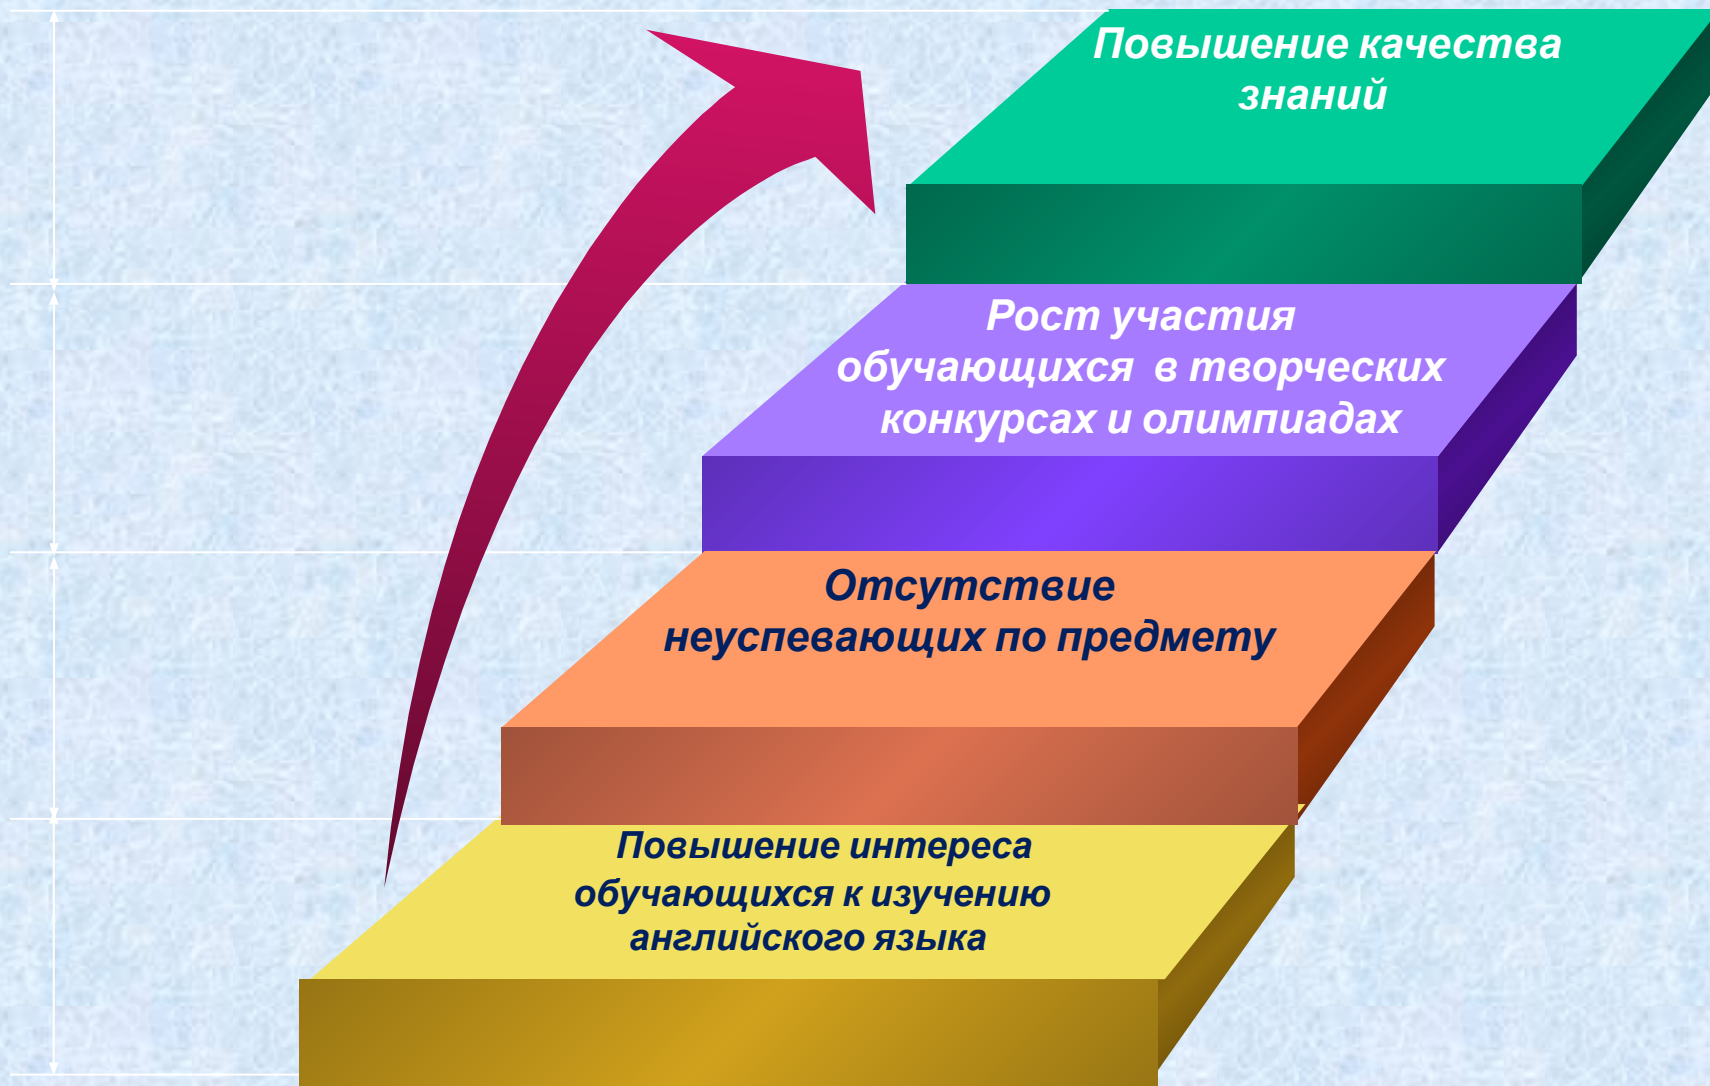 Повышение качества
знаний
Рост участия
обучающихся в творческих
конкурсах и олимпиадах
Отсутствие
неуспевающих по предмету
Повышение интереса
обучающихся к изучению
английского языка